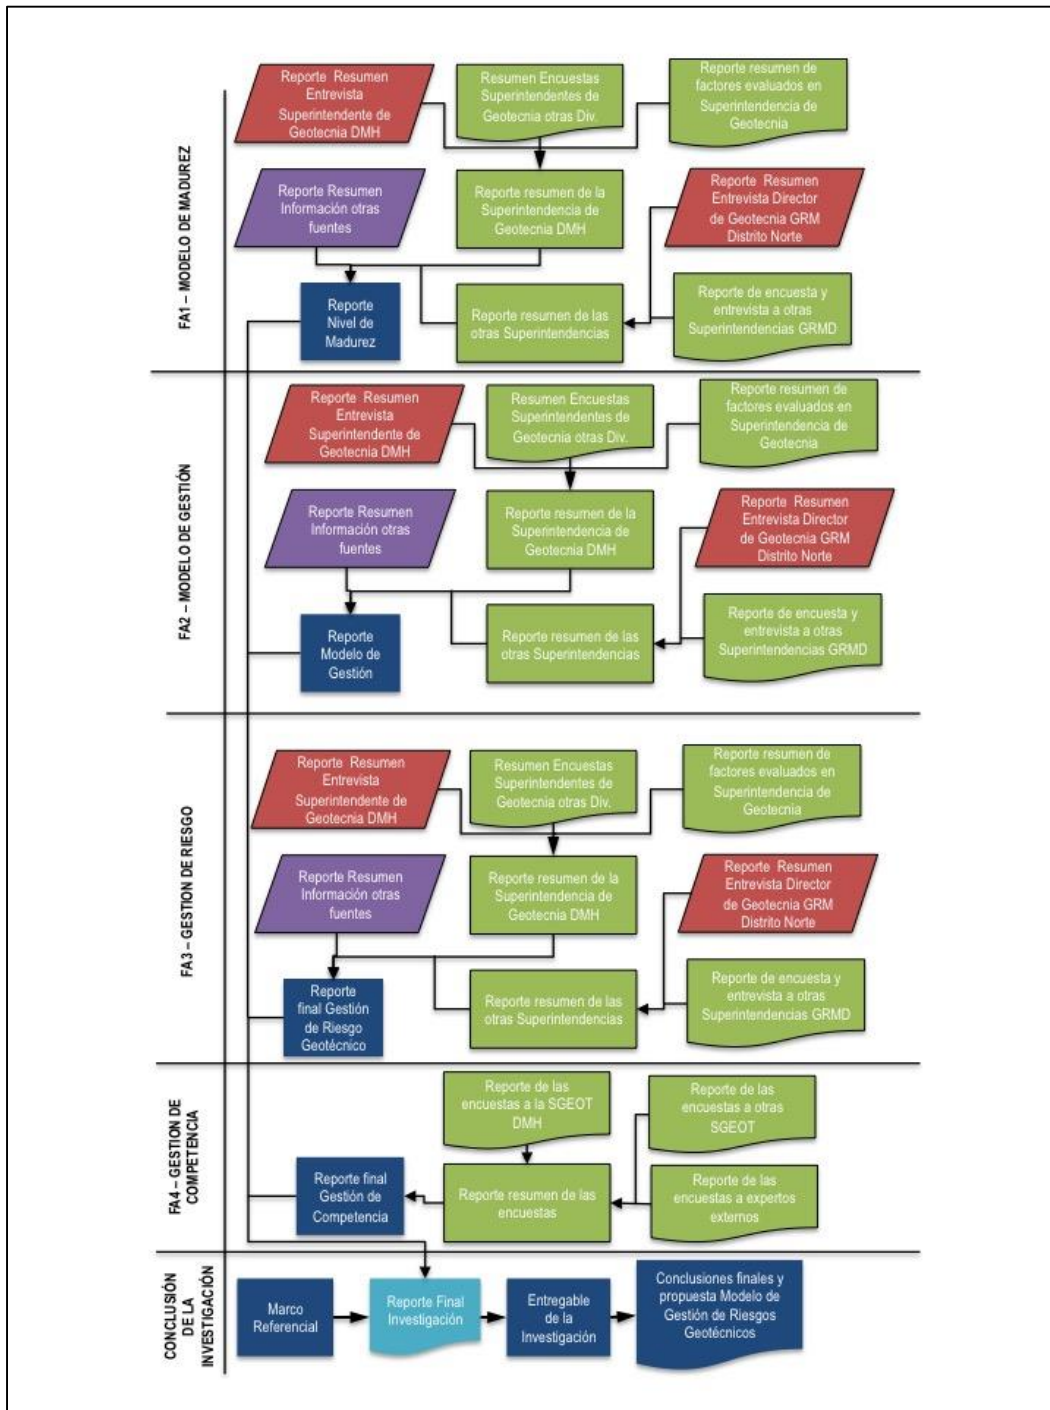 FA1 – MODELO DE MADUREZ
Reporte Resumen
Entrevista
Superintendente de
Geotecnia DMH
Resumen Encuestas
Superintendentes de
Geotecnia otras Div.
Reporte resumen de
factores evaluados en
Superintendencia de
Geotecnia
Reporte Resumen
Información otras
fuentes
Reporte resumen de la
Superintendencia de
Geotecnia DMH
Reporte Resumen
Entrevista Director
de Geotecnia GRM
Distrito Norte
Reporte
Nivel de
Madurez
Reporte resumen de las
otras Superintendencias
Reporte de encuesta y
entrevista a otras
Superintendencias GRMD
FA2 – MODELO DE GESTIÓN
Reporte Resumen
Entrevista
Superintendente de
Geotecnia DMH
Resumen Encuestas
Superintendentes de
Geotecnia otras Div.
Reporte resumen de
factores evaluados en
Superintendencia de
Geotecnia
Reporte Resumen
Información otras
fuentes
Reporte resumen de la
Superintendencia de
Geotecnia DMH
Reporte Resumen
Entrevista Director
de Geotecnia GRM
Distrito Norte
Reporte
Modelo de
Gestión
Reporte resumen de las
otras Superintendencias
Reporte de encuesta y
entrevista a otras
Superintendencias GRMD
FA3 – GESTION DE RIESGO
Reporte Resumen
Entrevista
Superintendente de
Geotecnia DMH
Resumen Encuestas
Superintendentes de
Geotecnia otras Div.
Reporte resumen de
factores evaluados en
Superintendencia de
Geotecnia
Reporte Resumen
Información otras
fuentes
Reporte resumen de la
Superintendencia de
Geotecnia DMH
Reporte Resumen
Entrevista Director
de Geotecnia GRM
Distrito Norte
Reporte
final Gestión
de Riesgo
Geotécnico
Reporte resumen de las
otras Superintendencias
Reporte de encuesta y
entrevista a otras
Superintendencias GRMD
FA4 – GESTION DE
COMPETENCIA
Reporte de las
encuestas a la SGEOT
DMH
Reporte de las
encuestas a otras
SGEOT
Reporte final
Gestión de
Competencia
Reporte resumen de las
encuestas
Reporte de las
encuestas a expertos
externos
CONCLUSIÓN
DE LA
INVESTIGACIÓN
Marco
Referencial
Reporte Final
Investigación
Entregable
de la
Investigación
Conclusiones finales y
propuesta Modelo de
Gestión de Riesgos
Geotécnicos